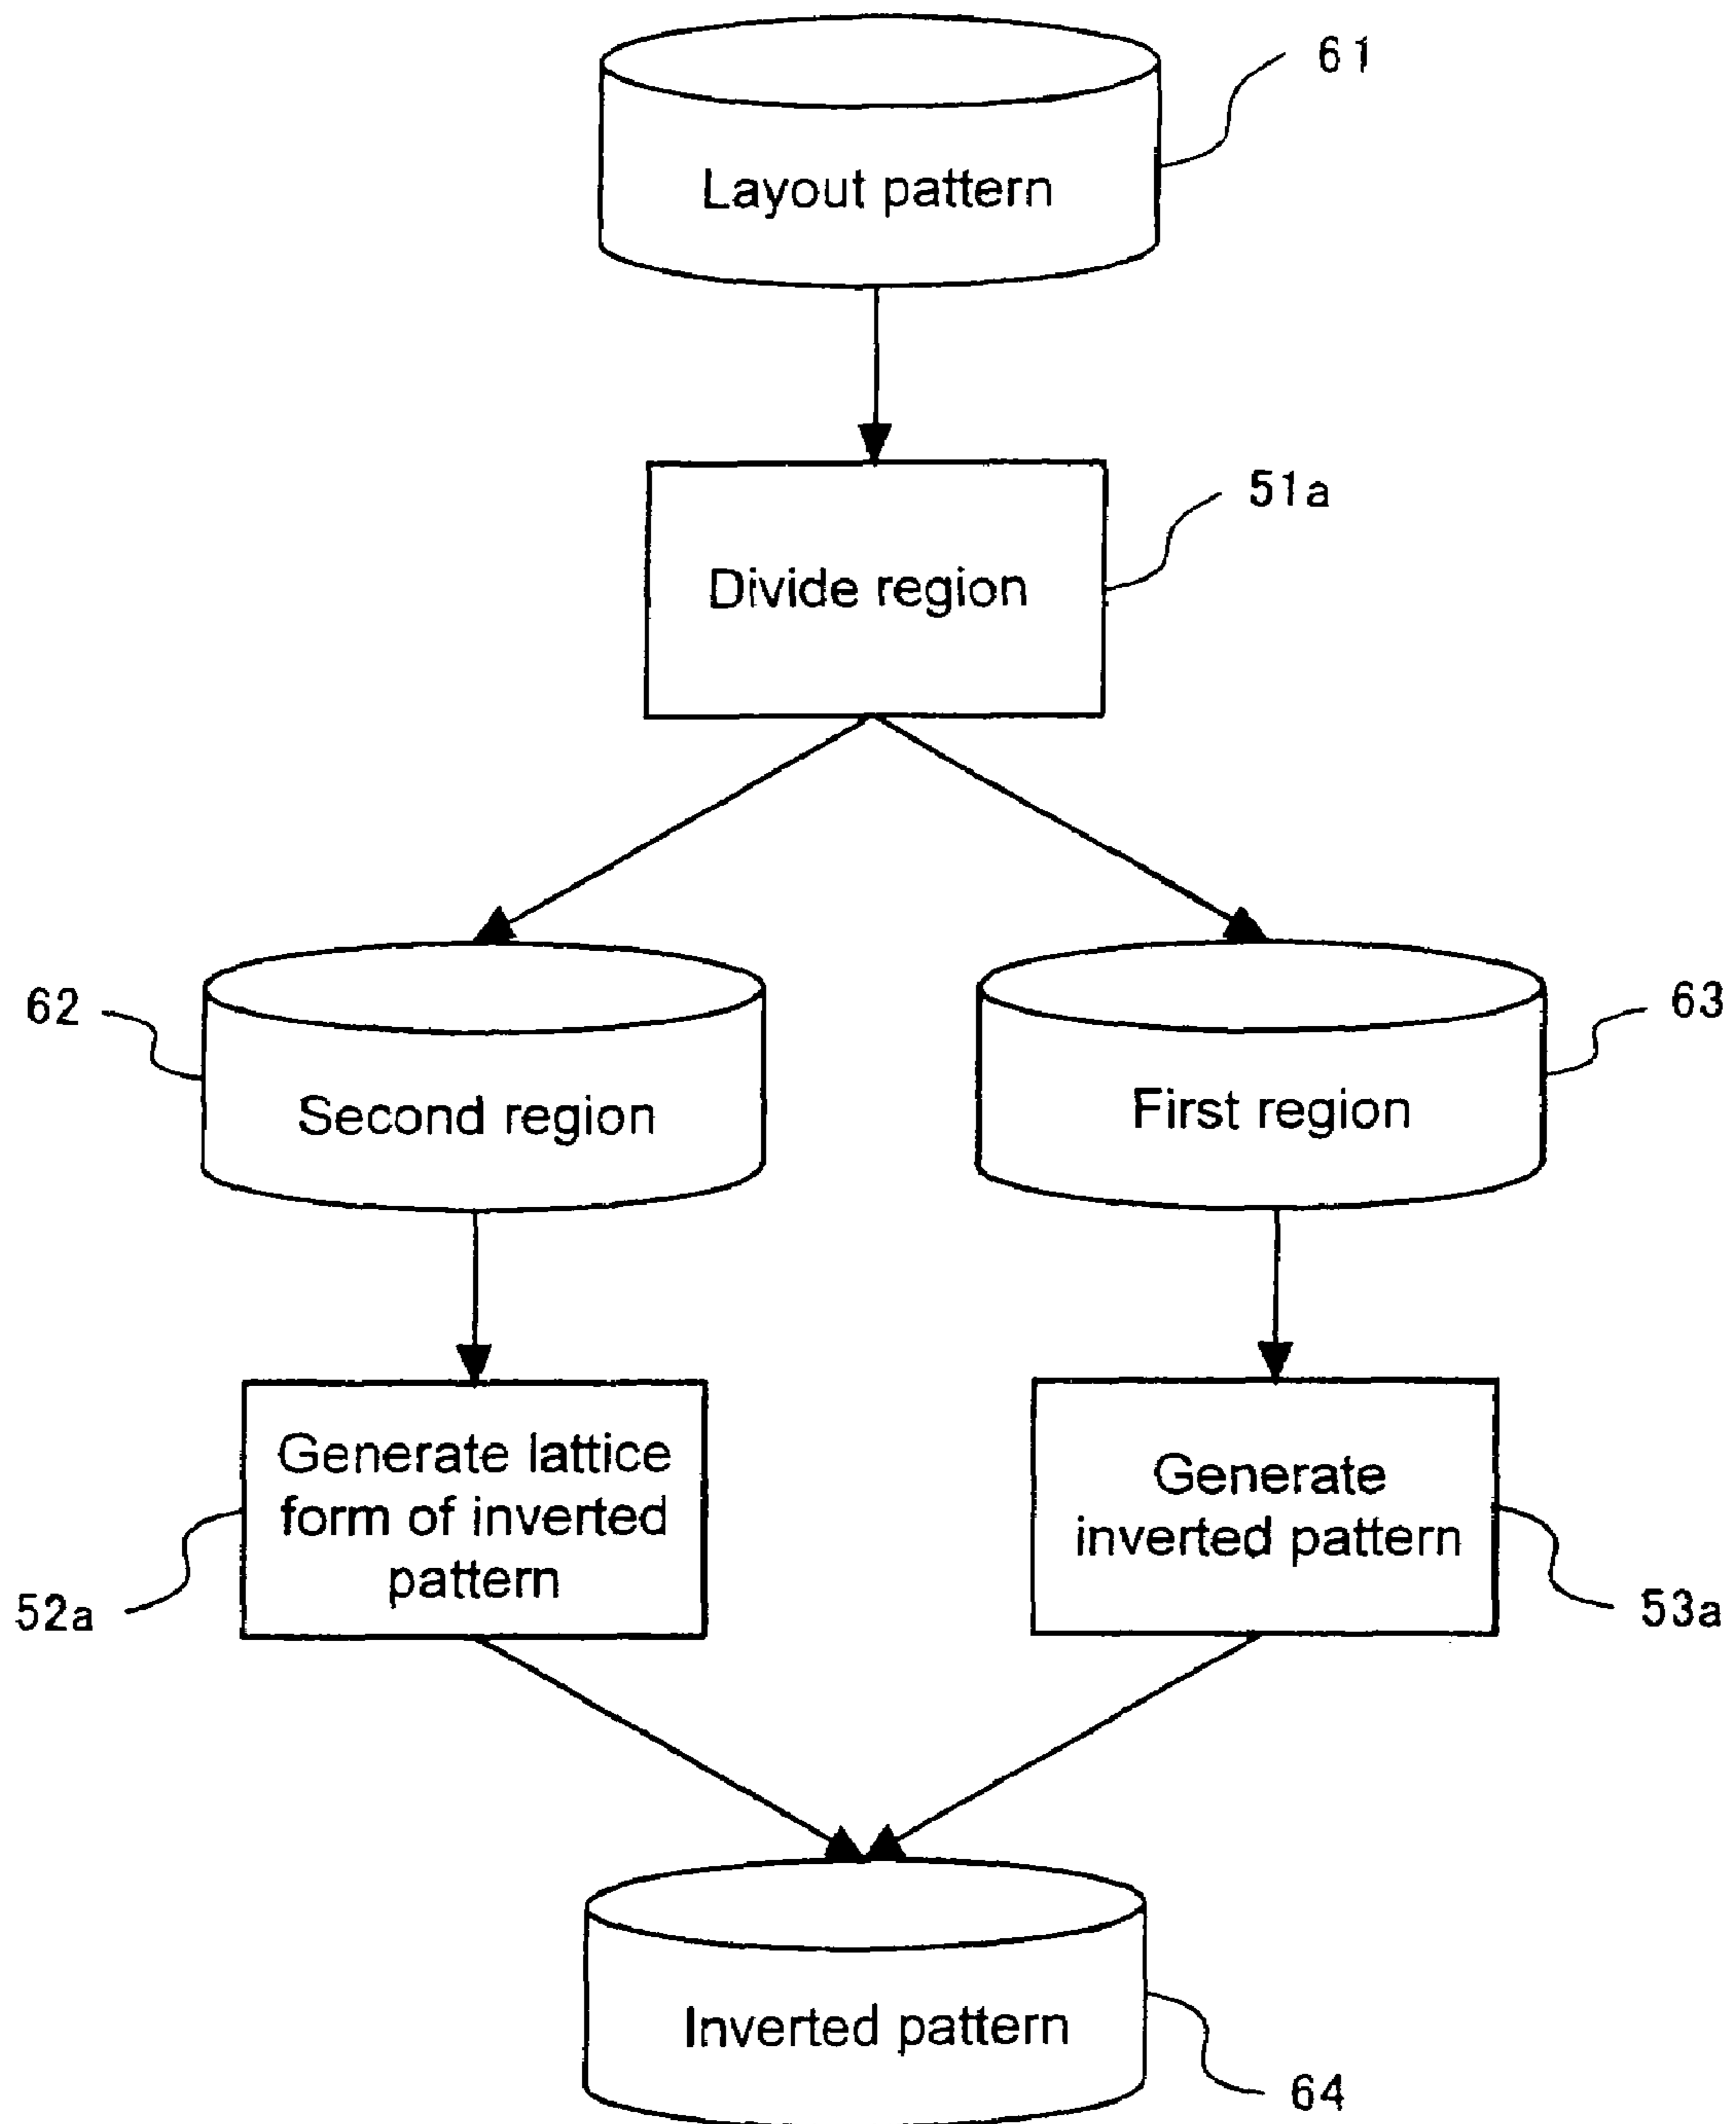 61
Layout pattern
51a
Divide region
62
63
Second region
First region
Generate lattice
form of inverted
pattern
Generate
inverted pattern
52a
53a
Inverted pattern
64